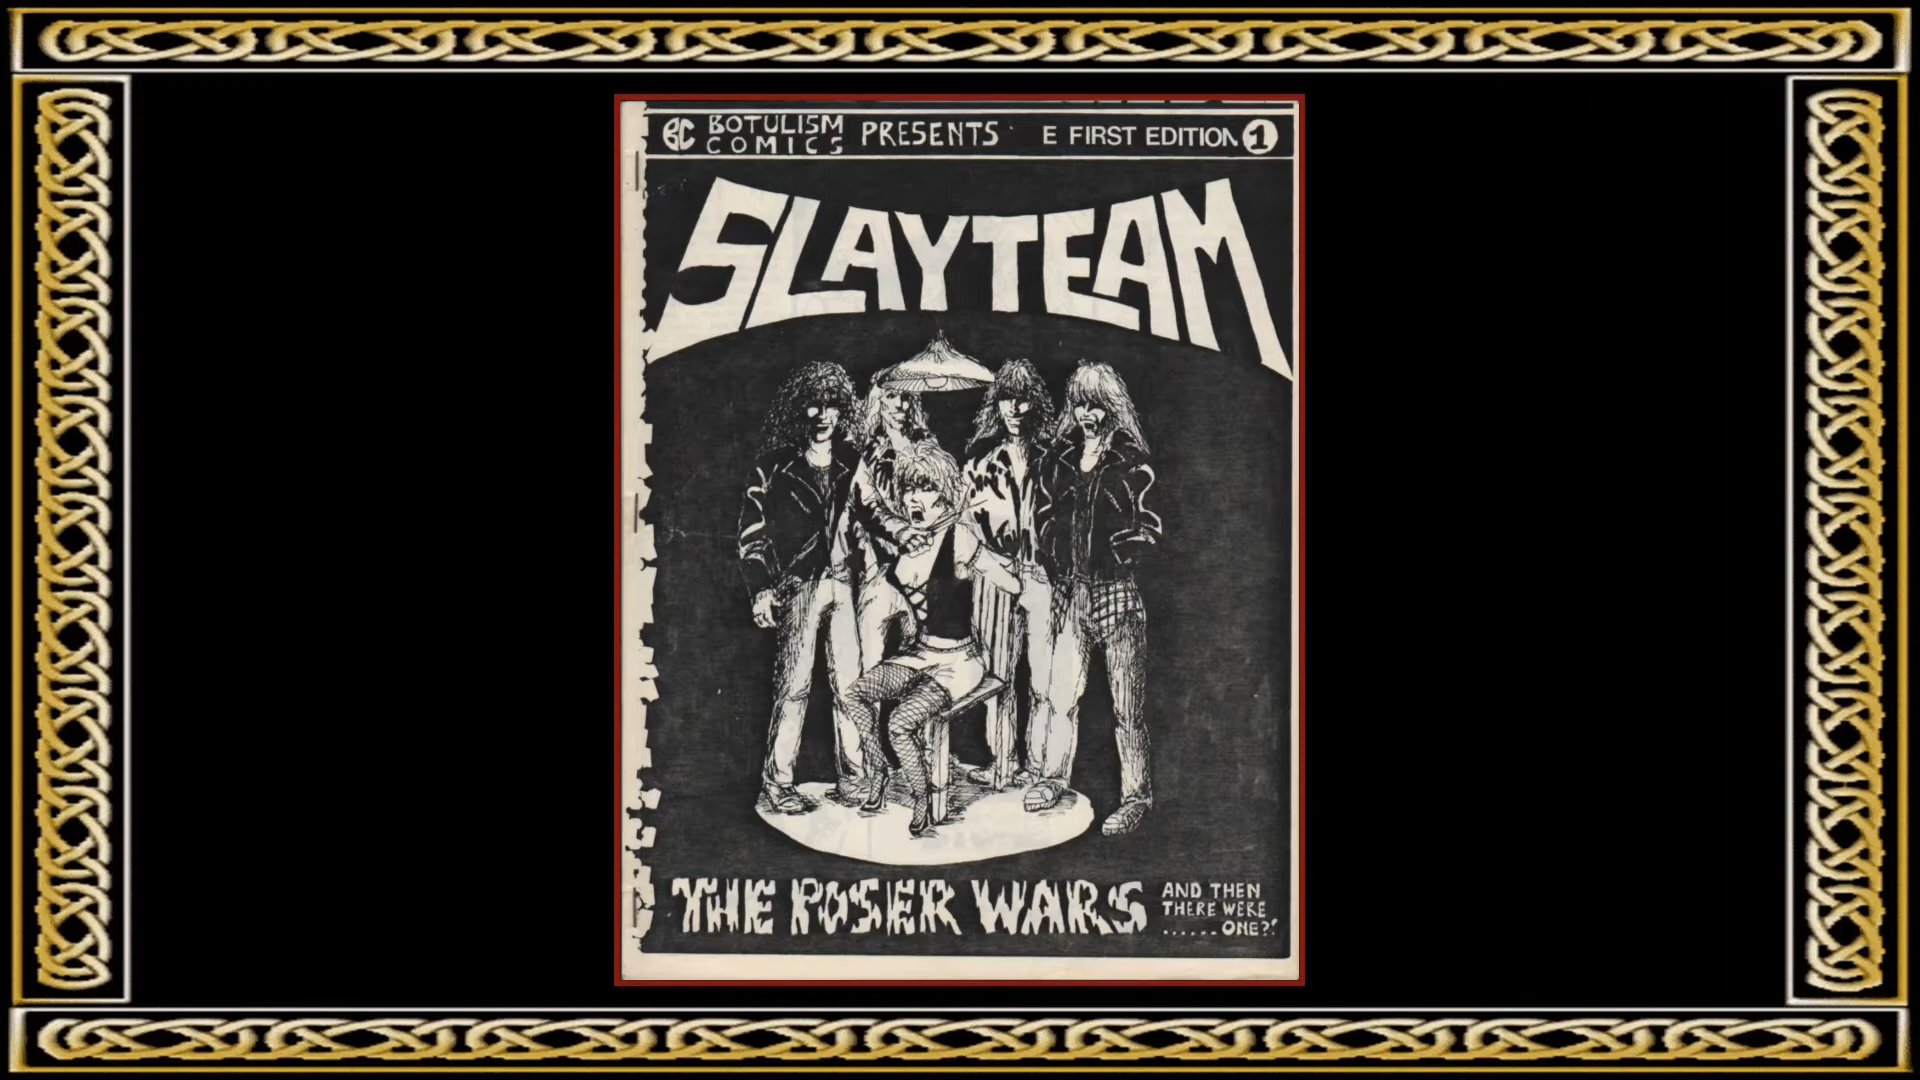 BC BOTULISM COMICS PRESENTS E FIRST EDITION 1
SLAYTEAM
THE POSER WARS
AND THEN
THERE WERE
......ONE?!